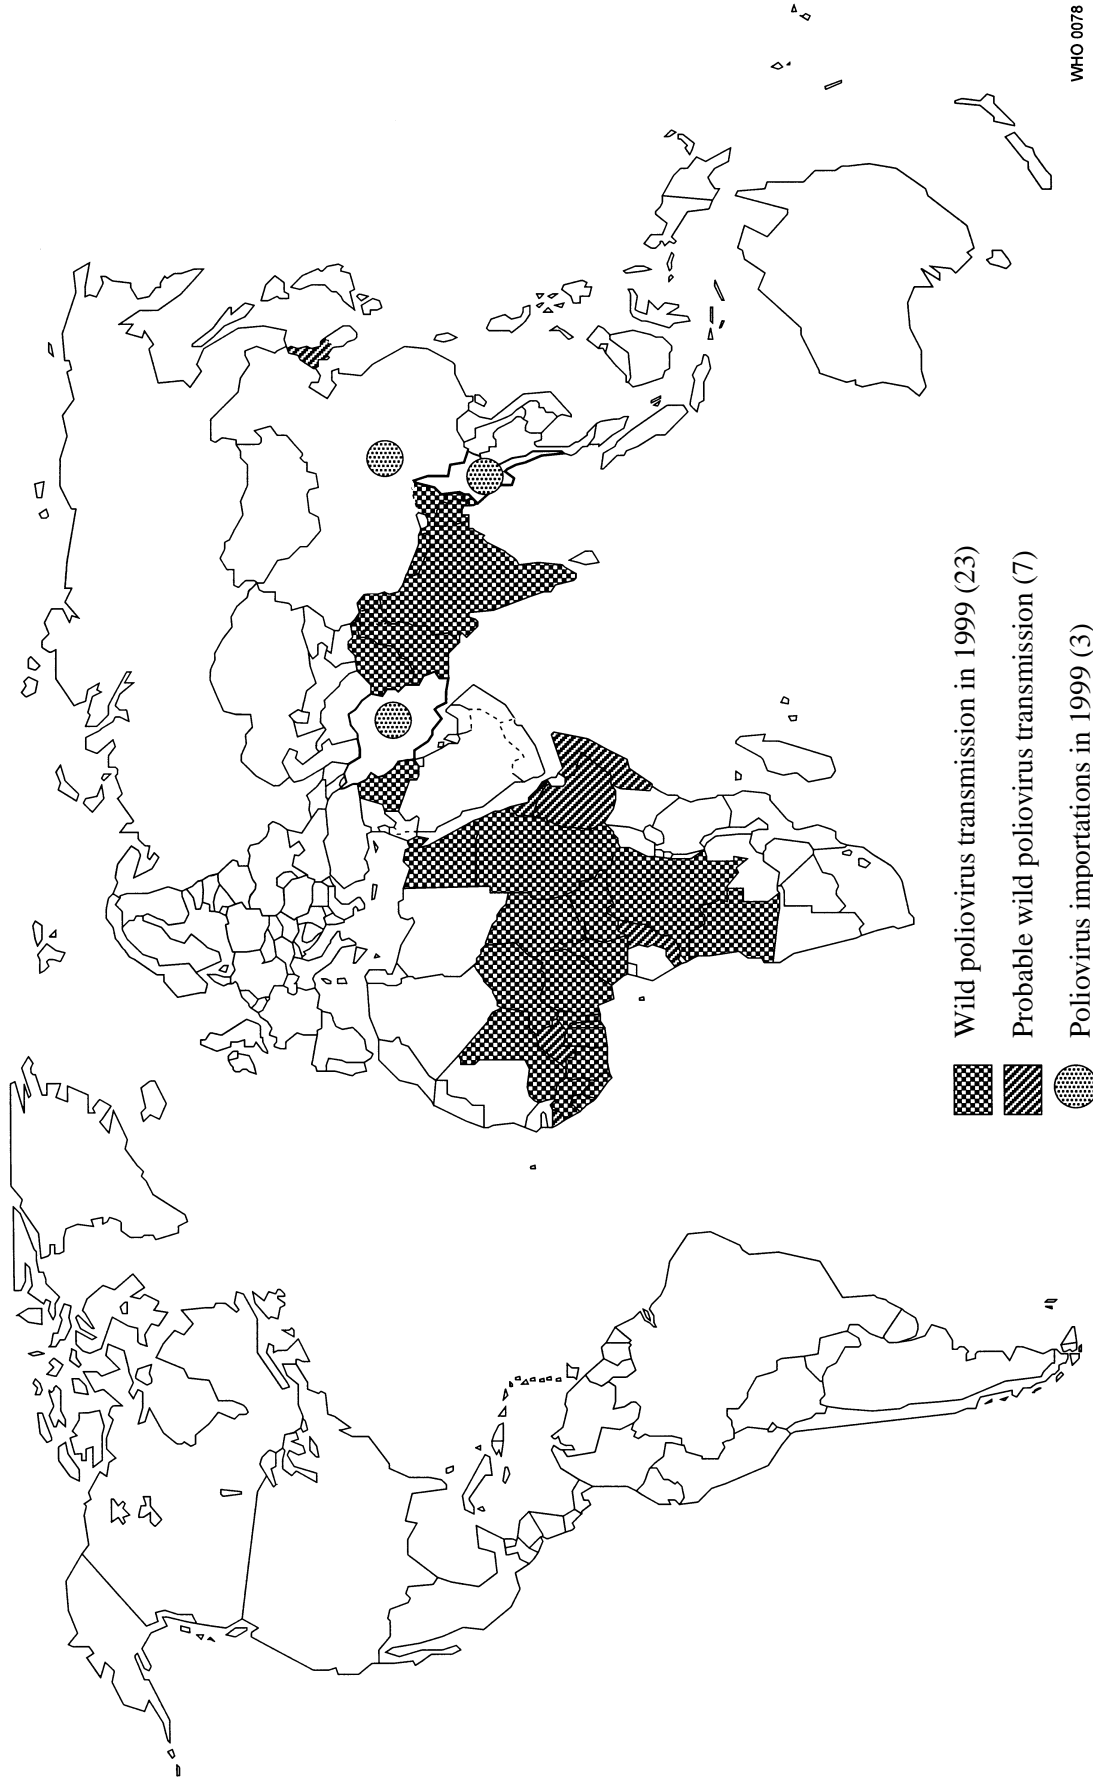 Wild poliovirus transmission in 1999 (23)
Probable wild poliovirus transmission (7)
Poliovirus importations in 1999 (3)
WHO 0078